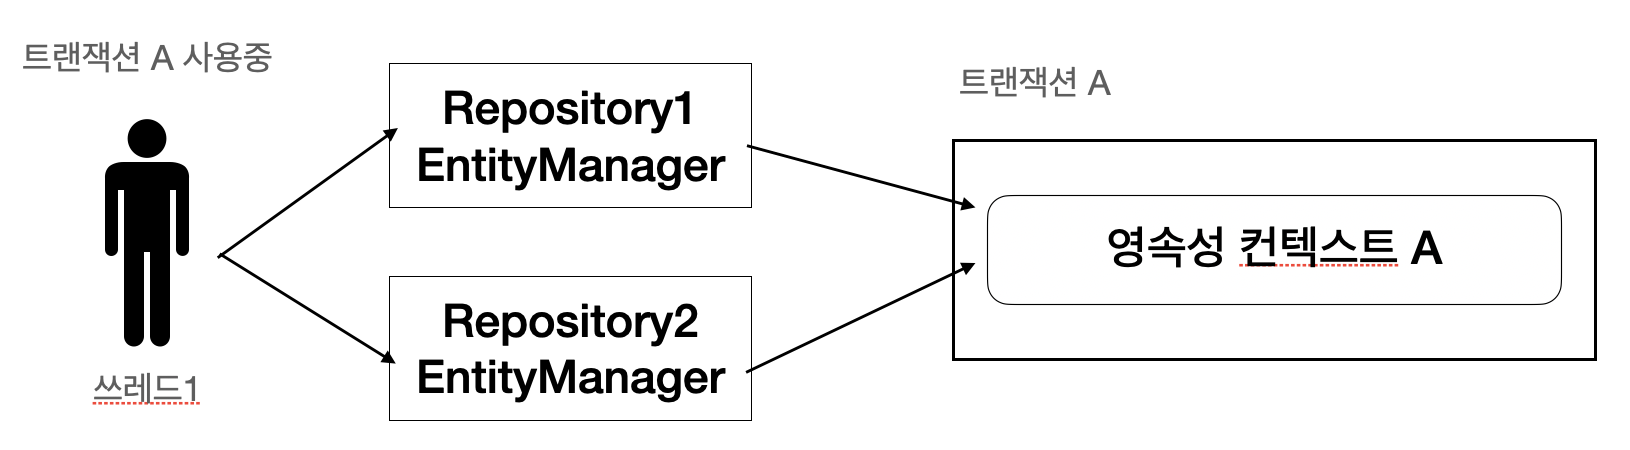 트랜잭션 A 사용중
쓰레드1
Repository1
EntityManager
Repository2
EntityManager
트랜잭션 A
영속성 컨텍스트 A